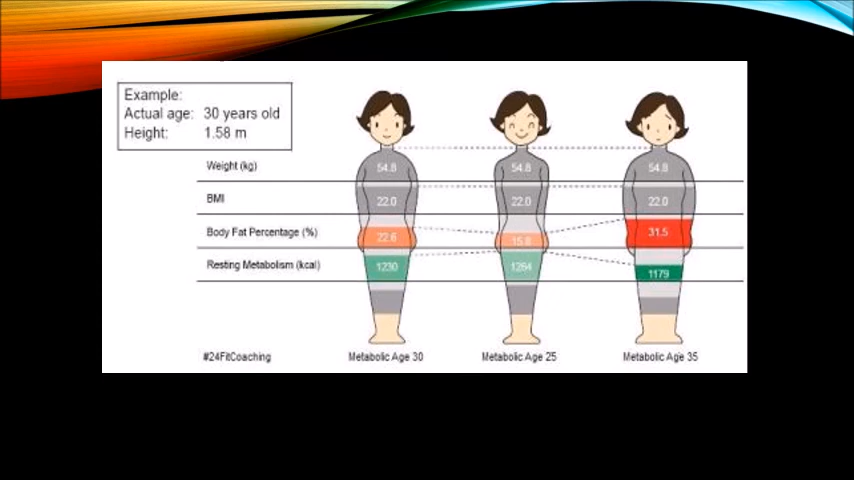 Example:
Actual age: 30 years old
Height: 1.58 m
Weight (kg) 54.8 54.8 54.8
BMI 22.0 22.0 22.0
Body Fat Percentage (%) 22.6 15.8 31.5
Resting Metabolism (kcal) 1230 1264 1179
#24FitCoaching Metabolic Age 30 Metabolic Age 25 Metabolic Age 35